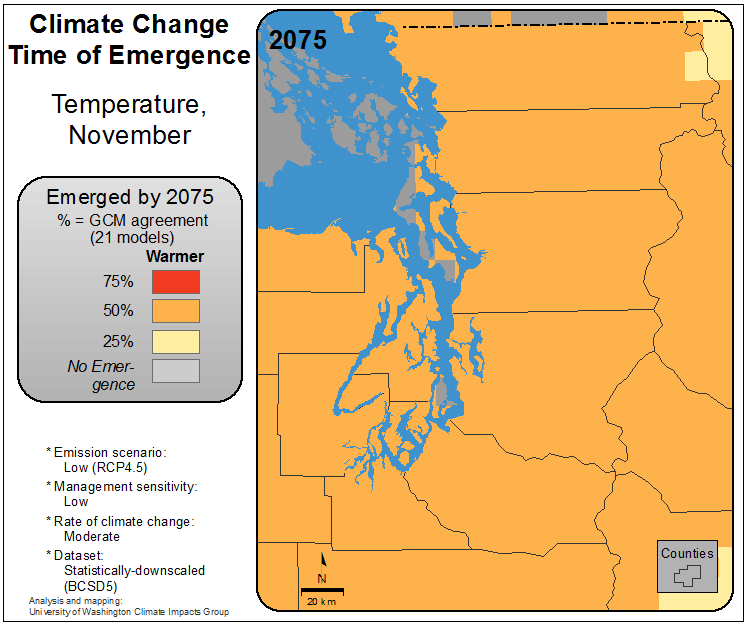 Climate Change
Time of Emergence
Temperature,
November
Emerged by 2075
% = GCM agreement
(21 models)
Warmer
75%
50%
25%
No Emer-
gence
* Emission scenario:
Low (RCP4.5)
* Management sensitivity:
Low
* Rate of climate change:
Moderate
* Dataset:
Statistically-downscaled
(BCSD5)
Analysis and mapping:
University of Washington Climate Impacts Group
2075
N
20 km
Counties